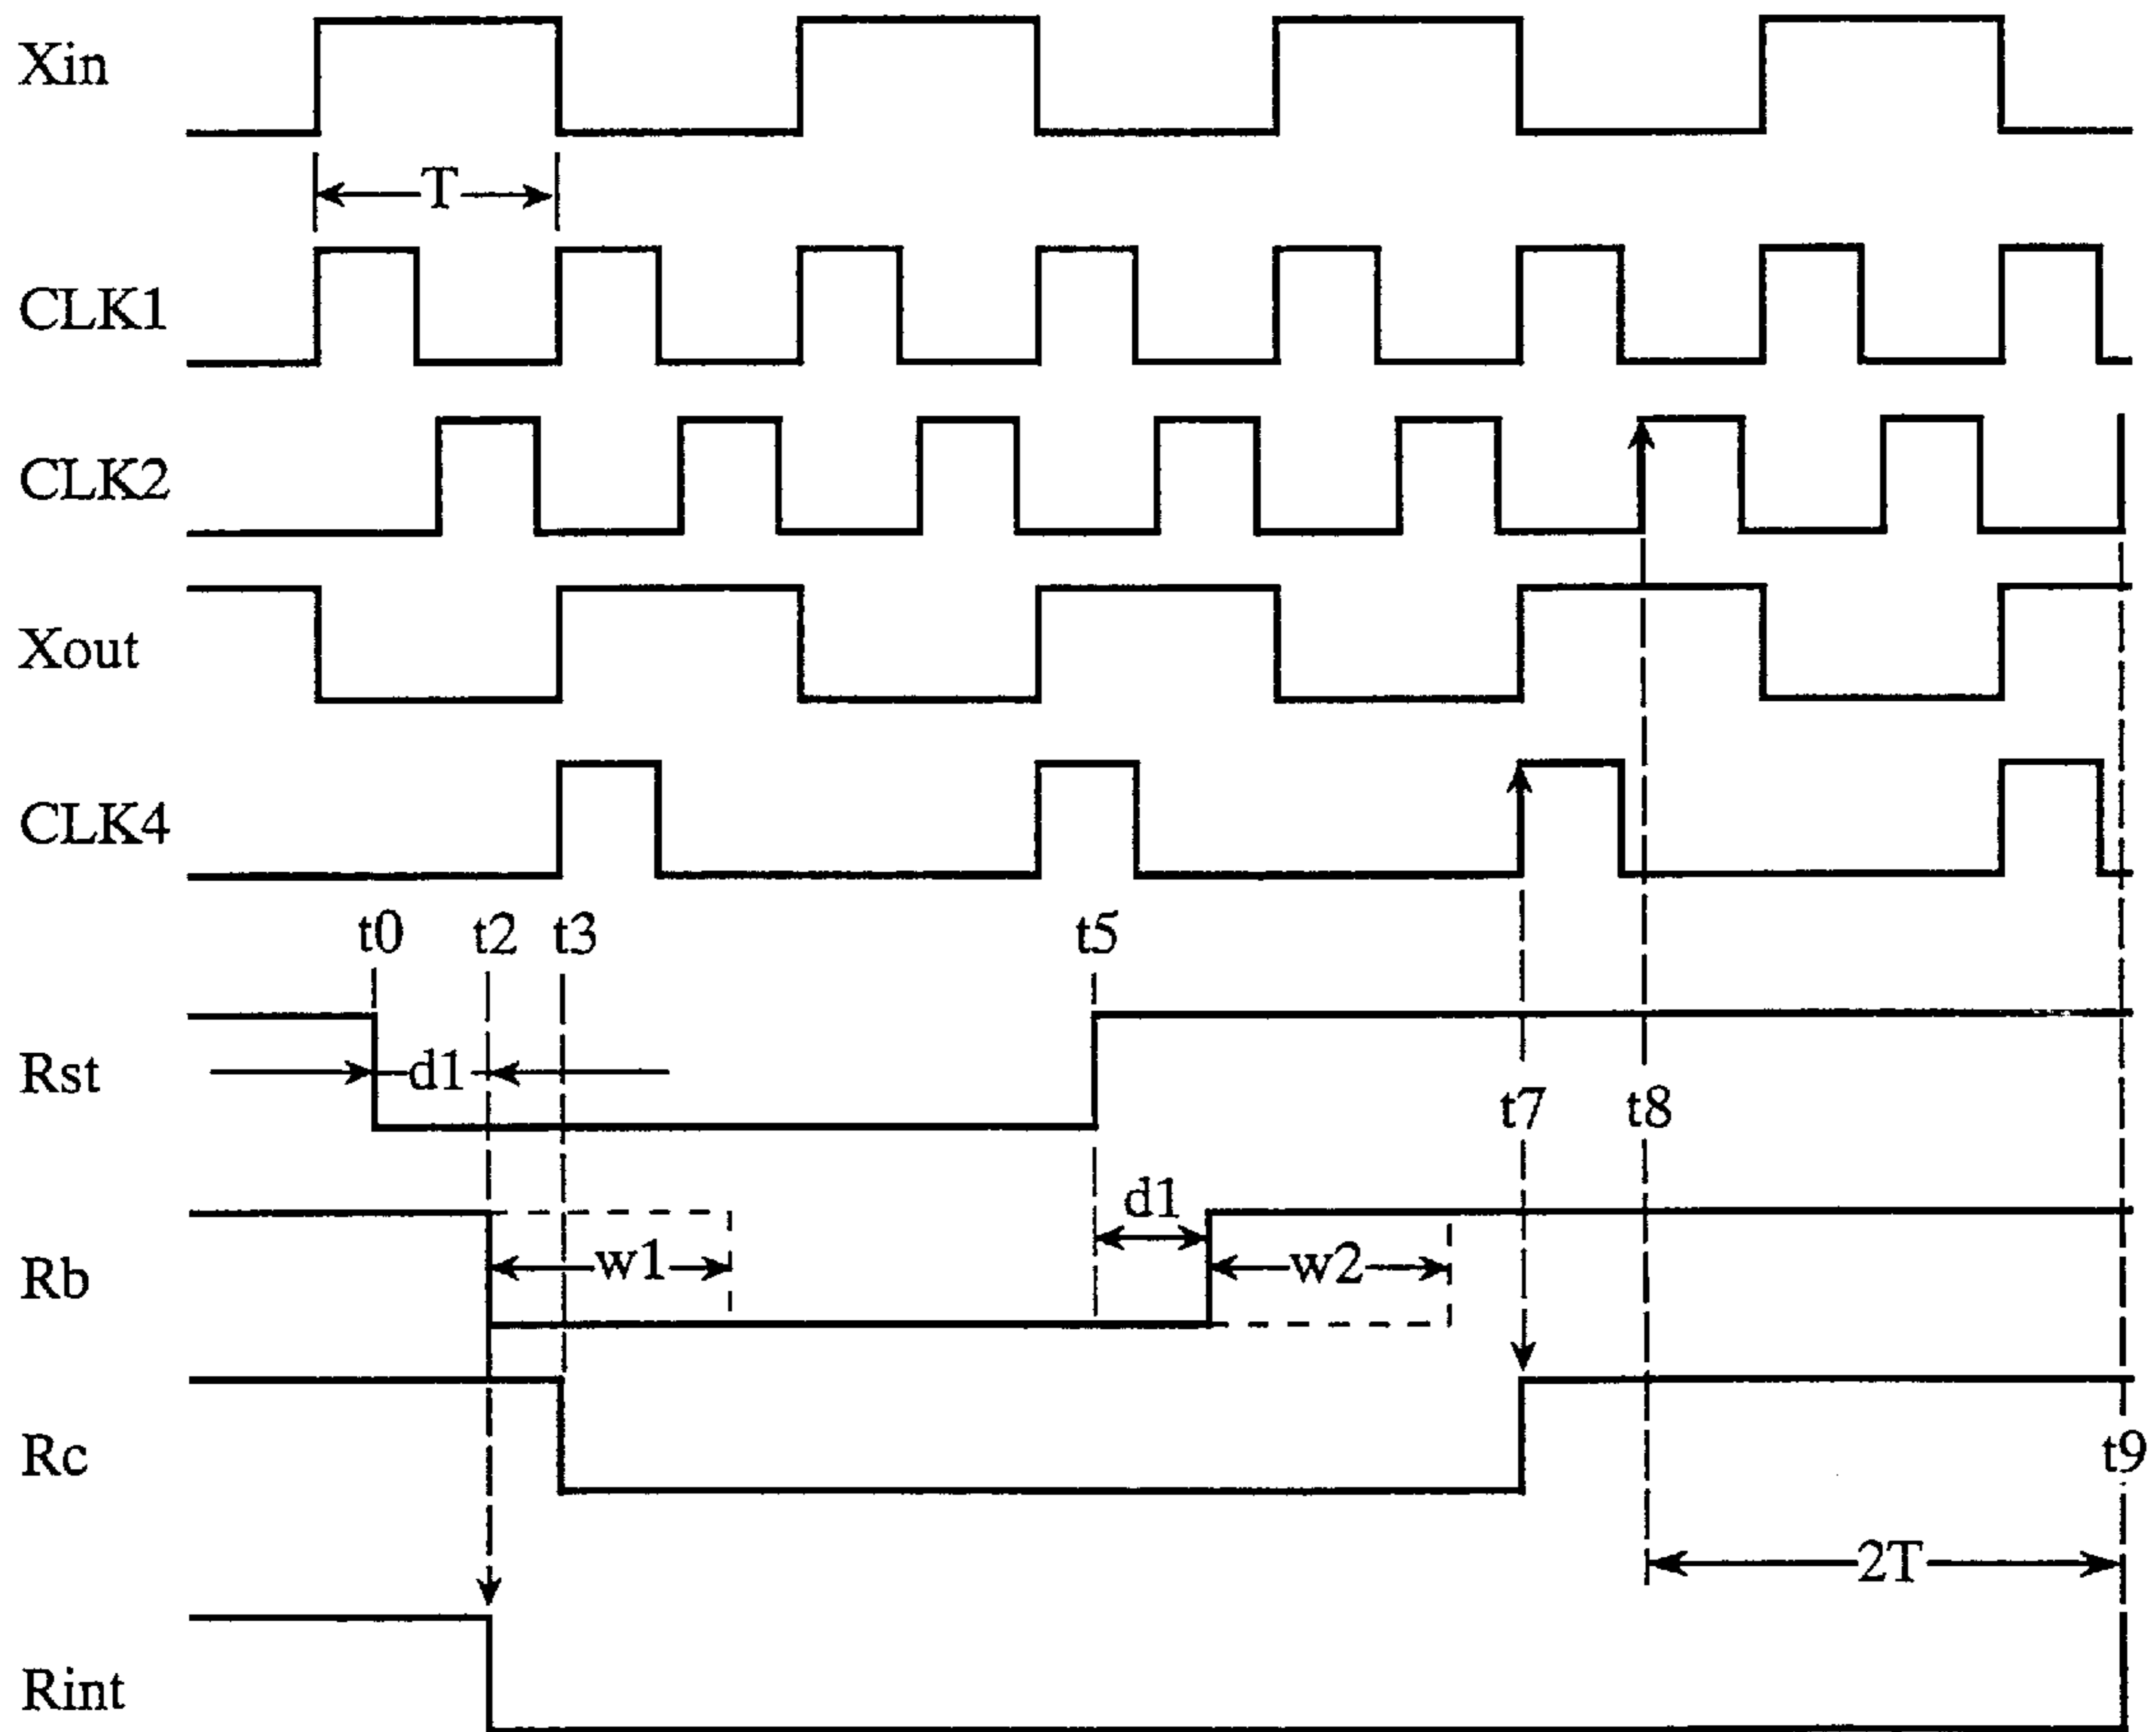 Xin
T
CLK1
CLK2
Xout
CLK4
t0 t2 t3 t5
Rst d1
t7 t8
d1
Rb w1 w2
Rc t9
2T
Rint